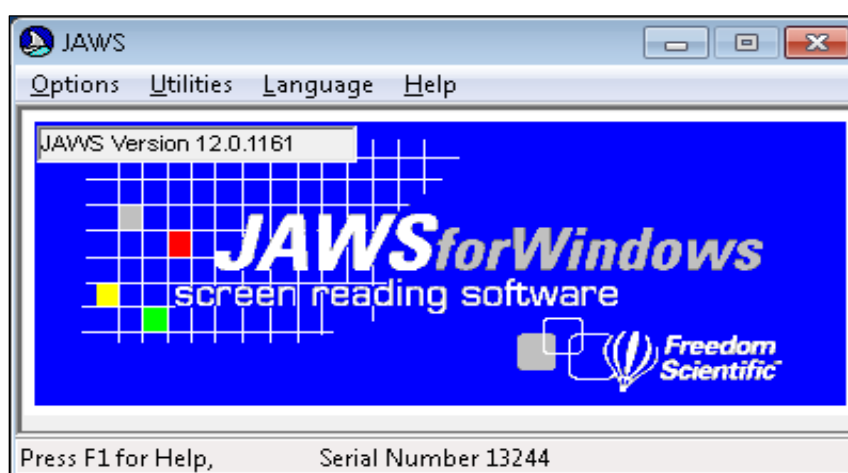 JAWS
Options Utilities Language Help
JAWS Version 12.0.1161
JAWSforWindows
screen reading software
Freedom
Scientific
Press F1 for Help, Serial Number 13244